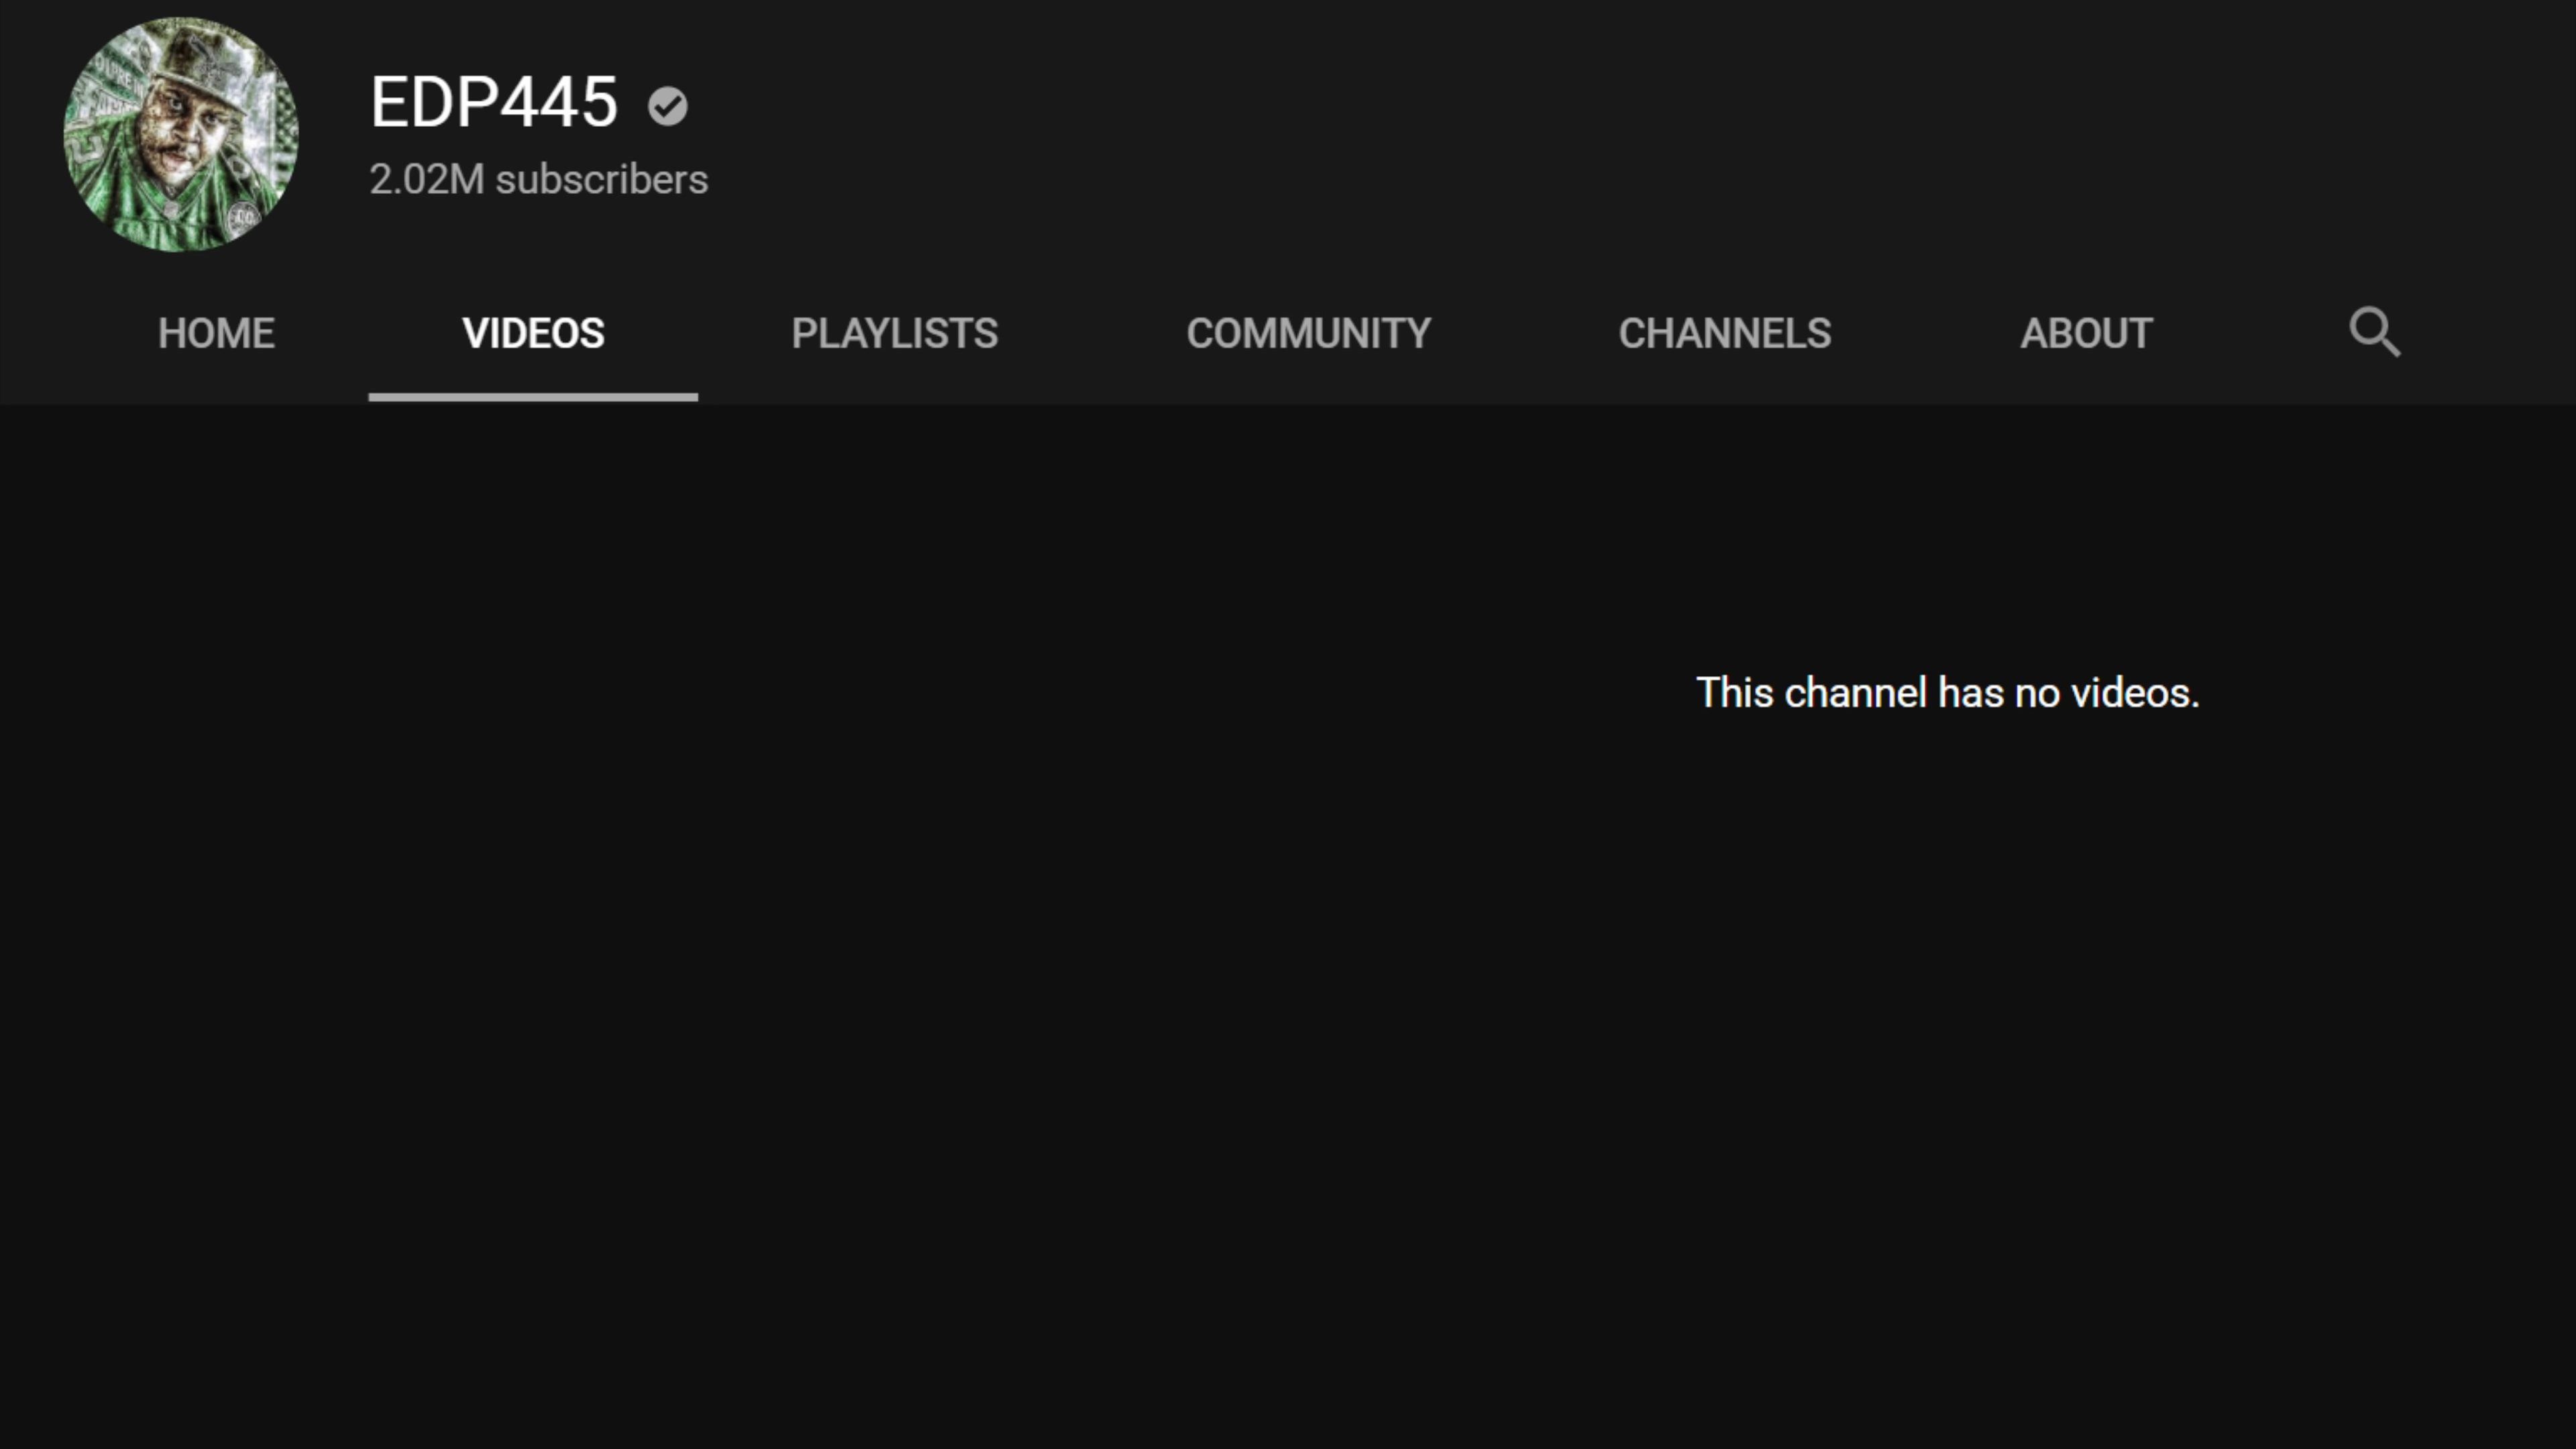 EDP445
2.02M subscribers
HOME VIDEOS PLAYLISTS COMMUNITY CHANNELS ABOUT
This channel has no videos.